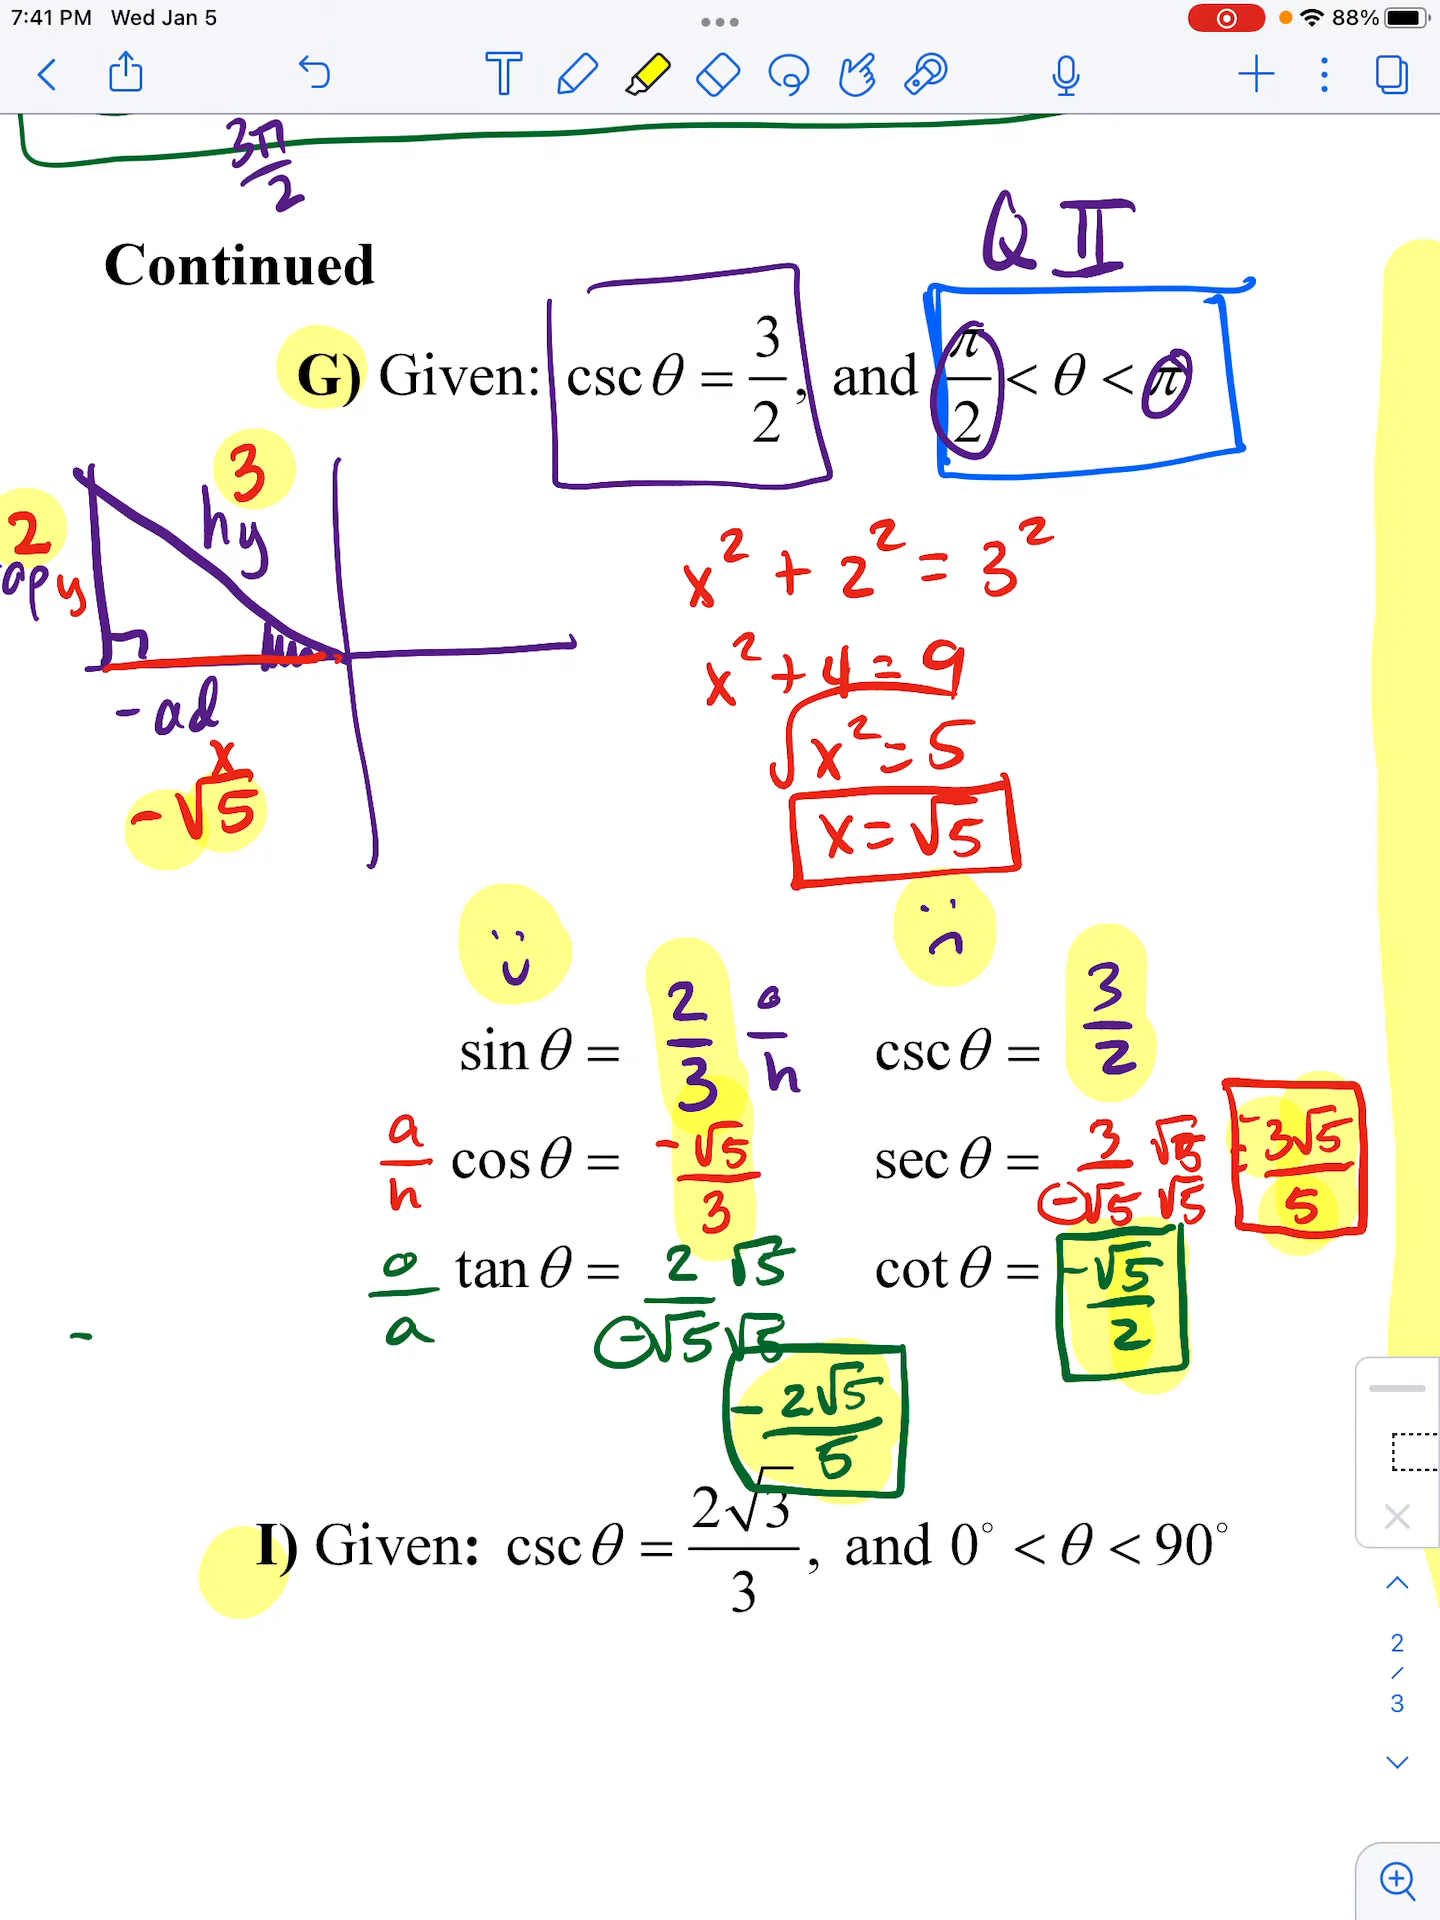 7:41 PM Wed Jan 5
88%
3π/2
Q II
Continued
G) Given: csc θ = 3/2, and π/2 < θ < π
3
hy
2
op y
-ad
x
-√5
x² + 2² = 3²
x² + 4 = 9
√x² = 5
x = √5
sin θ = 2/3 o/h csc θ = 3/2
a/h cos θ = -√5/3 sec θ = 3/-√5 √5/√5 = -3√5/5
o/a tan θ = 2/-√5 √5/√5 cot θ = -√5/2
-
-2√5/5
I) Given: csc θ = 2√3/3, and 0° < θ < 90°
2
/
3